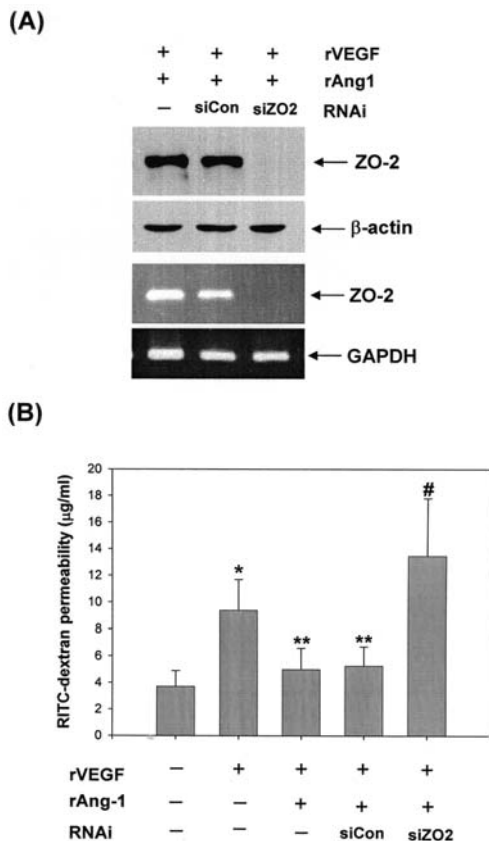 (A)
+ + + rVEGF
+ + + rAng1
− siCon siZO2 RNAi
ZO-2
β-actin
ZO-2
GAPDH
(B)
RITC-dextran permeability (μg/ml)
20
18
16
14
12
10
8
6
4
2
0
*
**
**
#
rVEGF − + + + +
rAng-1 − − + + +
RNAi − − − siCon siZO2